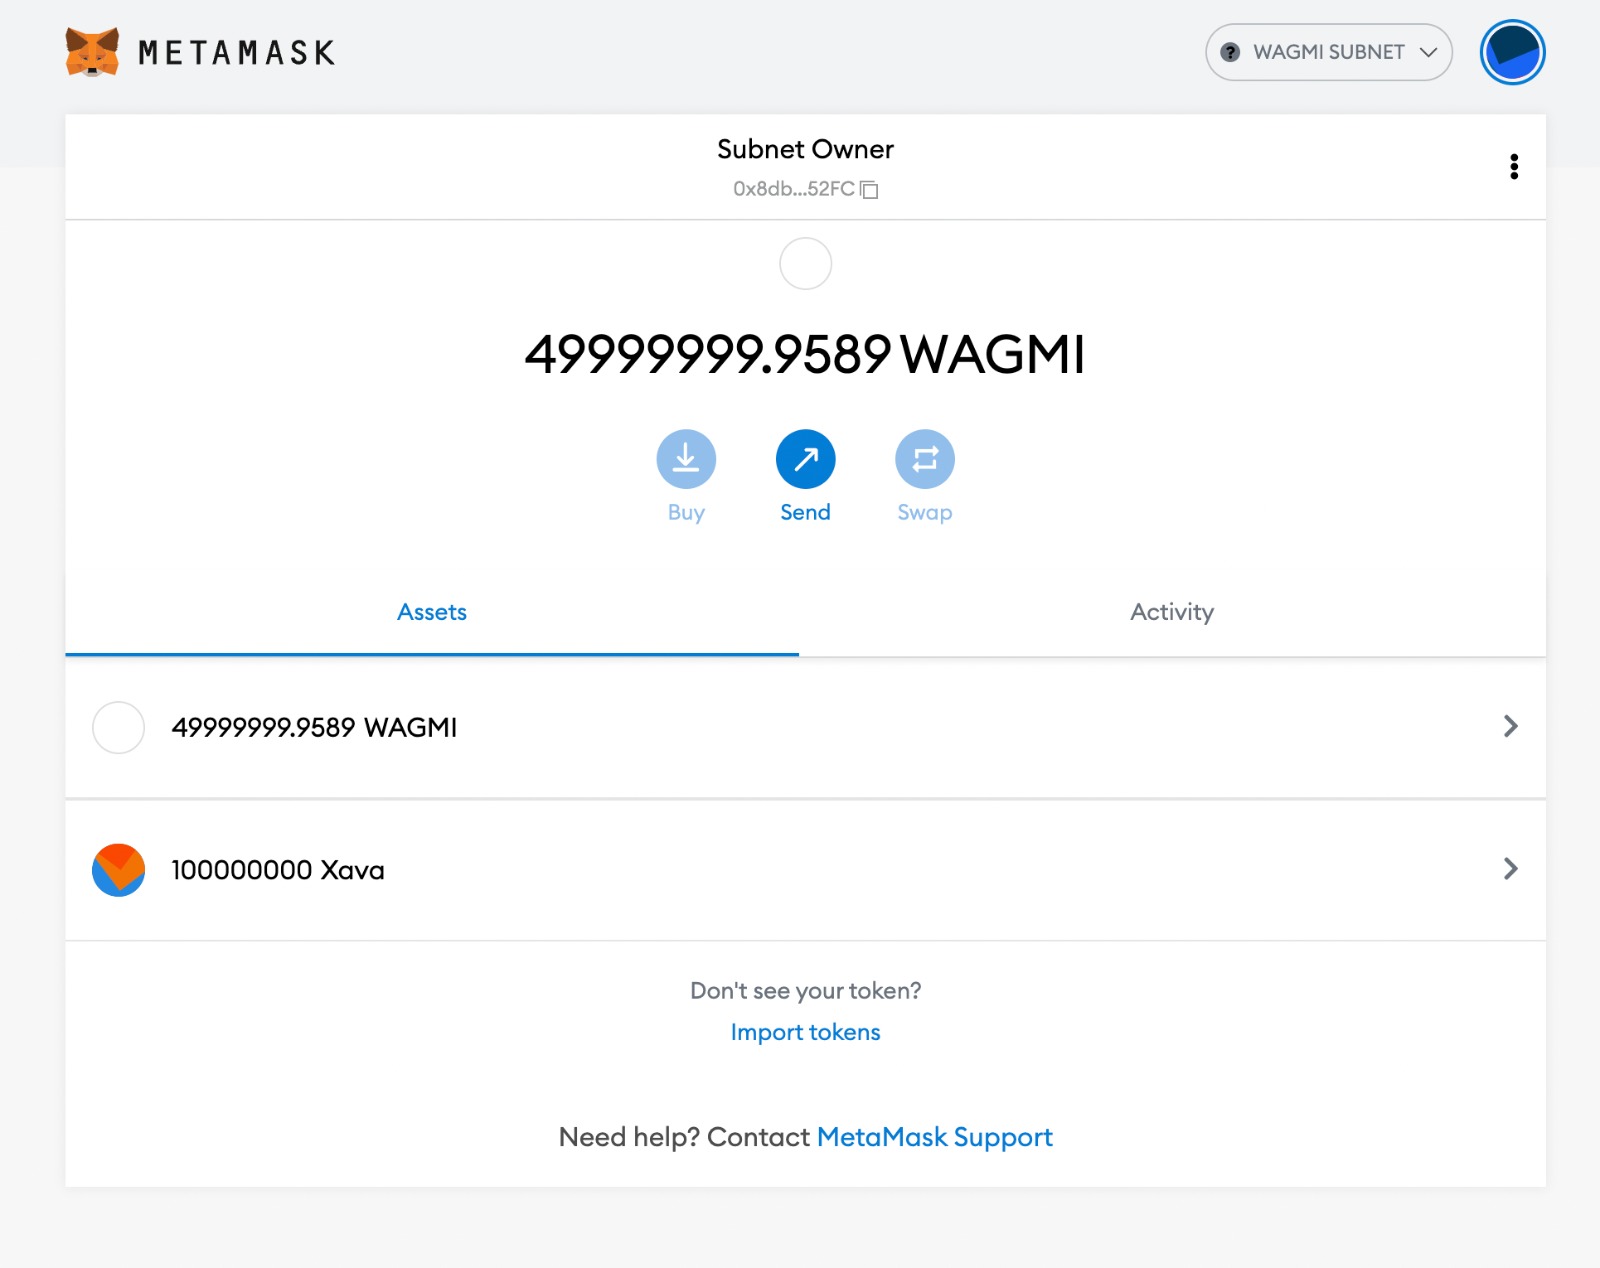 METAMASK
? WAGMI SUBNET
Subnet Owner
0x8db...52FC
49999999.9589 WAGMI
Buy
Send
Swap
Assets
Activity
49999999.9589 WAGMI
100000000 Xava
Don't see your token?
Import tokens
Need help? Contact MetaMask Support